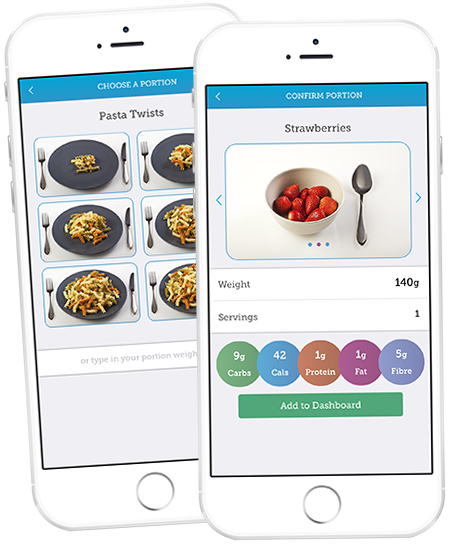 CHOOSE A PORTION
Pasta Twists
or type in your portion weigh
CONFIRM PORTION
Strawberries
Weight 140g
Servings 1
9g 42 1g 1g 5g
Carbs Cals Protein Fat Fibre
Add to Dashboard